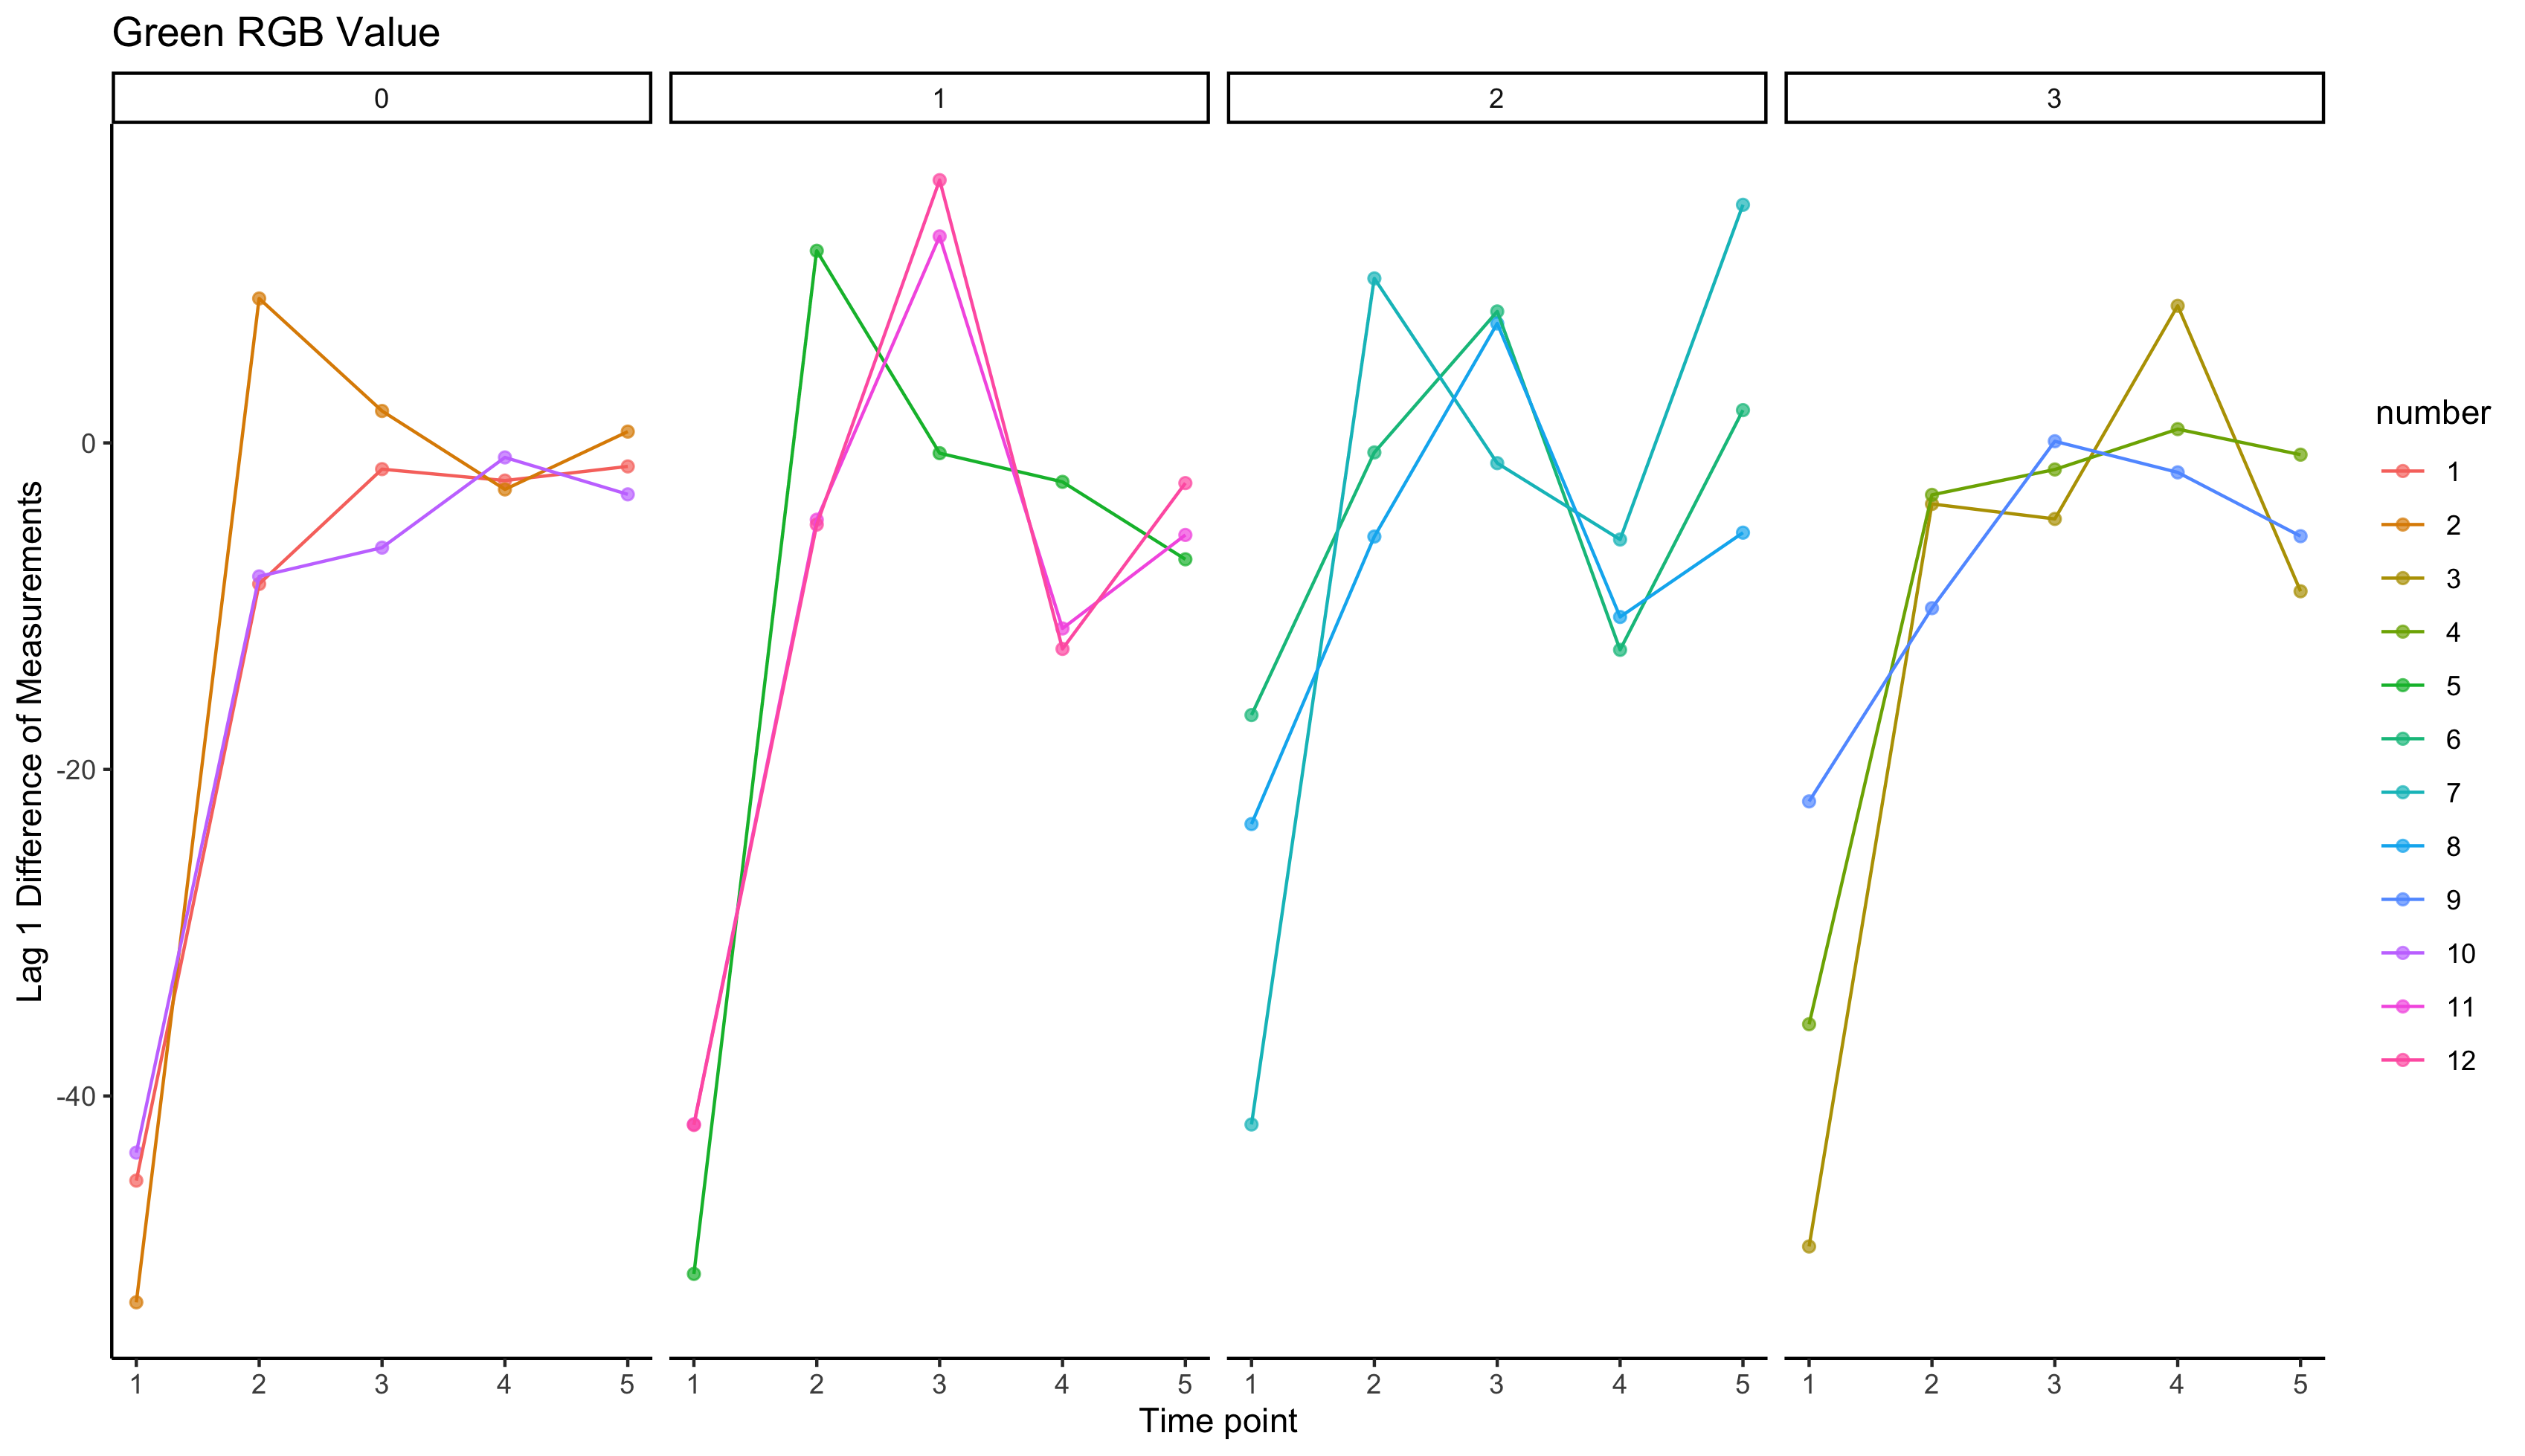 Green RGB Value
0 1 2 3
Lag 1 Difference of Measurements
0
-20
-40
1 2 3 4 5 1 2 3 4 5 1 2 3 4 5 1 2 3 4 5
Time point
number
1
2
3
4
5
6
7
8
9
10
11
12